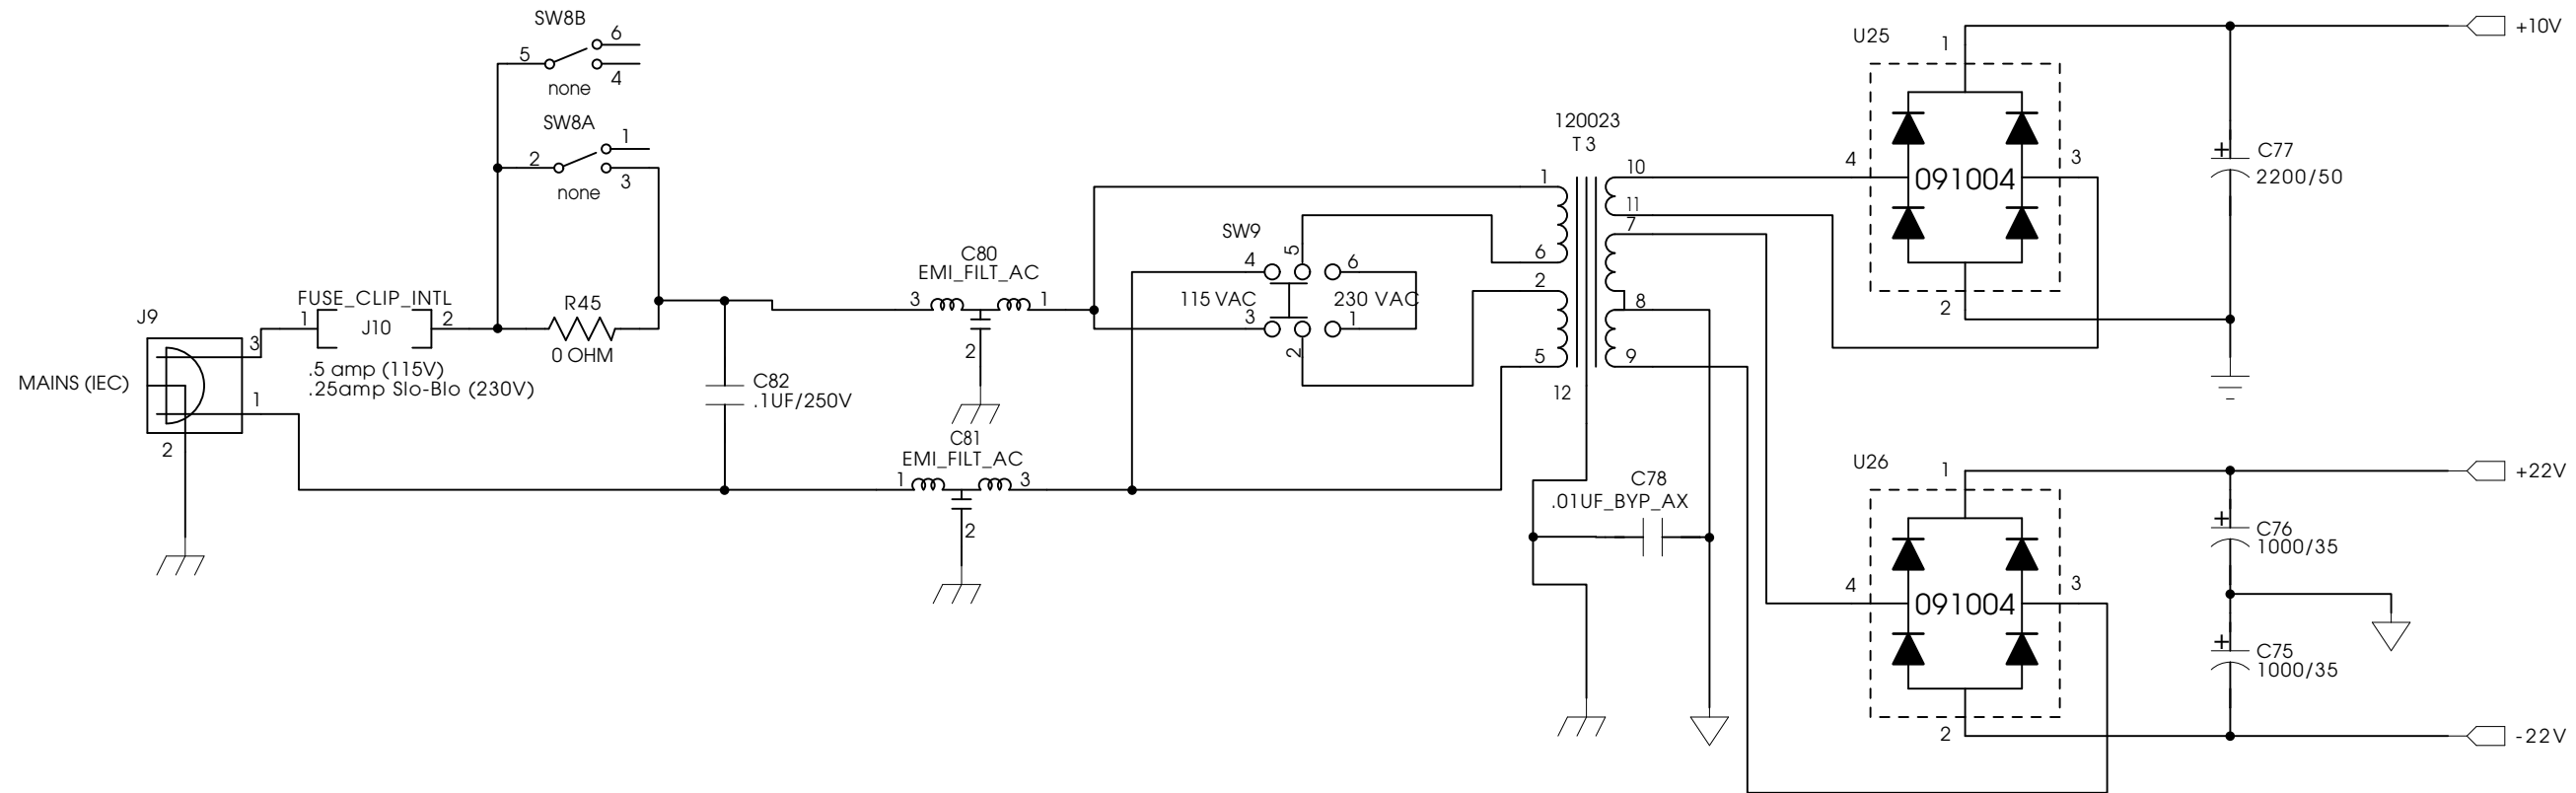 SW8B
5
6
4
none
SW8A
2
1
3
none
J9
MAINS (IEC)
3
1
2
FUSE_CLIP_INTL
1
J10
2
.5 amp (115V)
.25amp Slo-Blo (230V)
R45
0 OHM
C82
.1UF/250V
C80
EMI_FILT_AC
3
1
2
C81
EMI_FILT_AC
1
3
2
SW9
4
5
6
115 VAC
230 VAC
3
2
1
120023
T3
1
6
2
5
12
10
11
7
8
9
C78
.01UF_BYP_AX
U25
1
4
091004
3
2
C77
2200/50
+10V
U26
1
4
091004
3
2
+22V
C76
1000/35
C75
1000/35
-22V